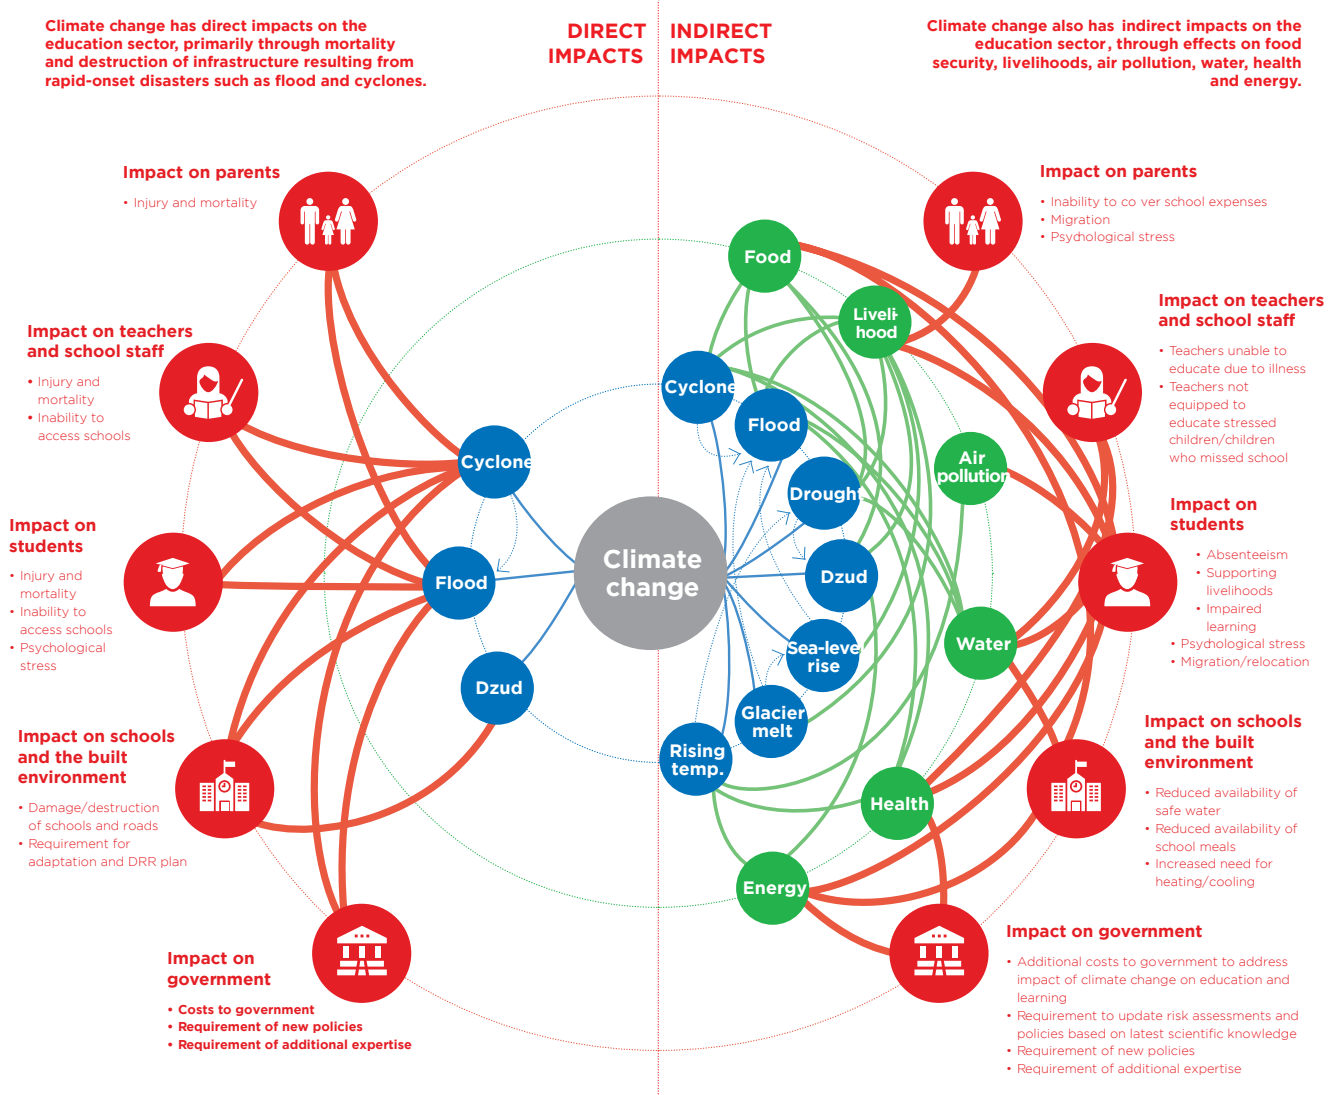 Climate change has direct impacts on the
education sector, primarily through mortality
and destruction of infrastructure resulting from
rapid-onset disasters such as flood and cyclones.
DIRECT
IMPACTS
INDIRECT
IMPACTS
Climate change also has indirect impacts on the
education sector, through effects on food
security, livelihoods, air pollution, water, health
and energy.
Impact on parents
• Injury and mortality
Impact on teachers
and school staff
• Injury and
mortality
• Inability to
access schools
Impact on
students
• Injury and
mortality
• Inability to
access schools
• Psychological
stress
Impact on schools
and the built
environment
• Damage/destruction
of schools and roads
• Requirement for
adaptation and DRR plan
Impact on
government
• Costs to government
• Requirement of new policies
• Requirement of additional expertise
Cyclone
Flood
Dzud
Climate
change
Cyclone
Flood
Drought
Dzud
Sea-level
rise
Glacier
melt
Rising
temp.
Food
Liveli-
hood
Air
pollution
Water
Health
Energy
Impact on parents
• Inability to co ver school expenses
• Migration
• Psychological stress
Impact on teachers
and school staff
• Teachers unable to
educate due to illness
• Teachers not
equipped to
educate stressed
children/children
who missed school
Impact on
students
• Absenteeism
• Supporting
livelihoods
• Impaired
learning
• Psychological stress
• Migration/relocation
Impact on schools
and the built
environment
• Reduced availability of
safe water
• Reduced availability of
school meals
• Increased need for
heating/cooling
Impact on government
• Additional costs to government to address
impact of climate change on education and
learning
• Requirement to update risk assessments and
policies based on latest scientific knowledge
• Requirement of new policies
• Requirement of additional expertise